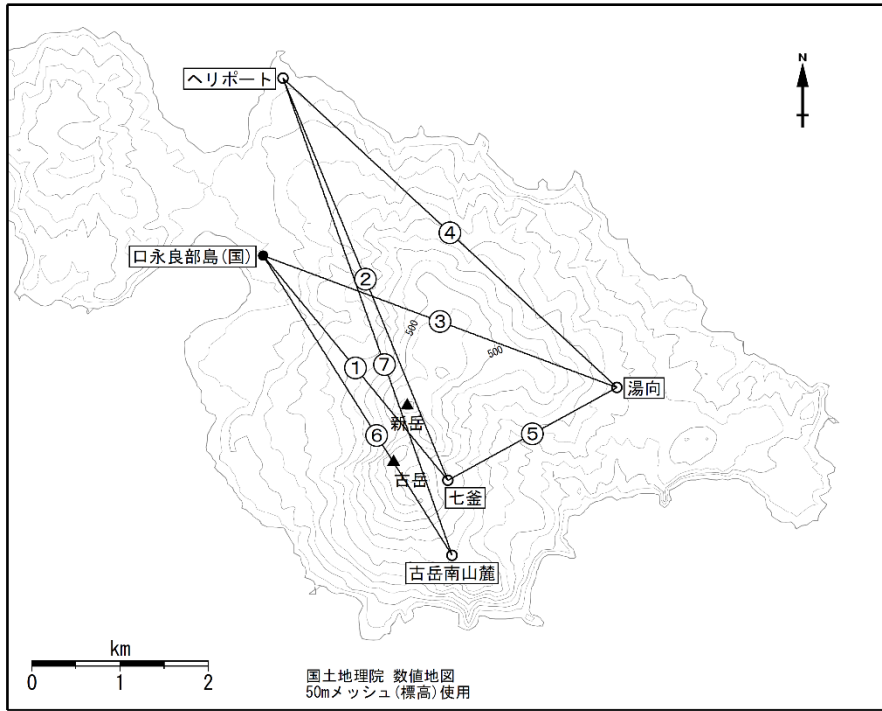 ヘリポート
N
④
口永良部島(国)
②
③
500
500
①
⑦
湯向
新岳
⑥
⑤
古岳
七釜
古岳南山麓
km
0 1 2
国土地理院 数値地図
50mメッシュ(標高)使用